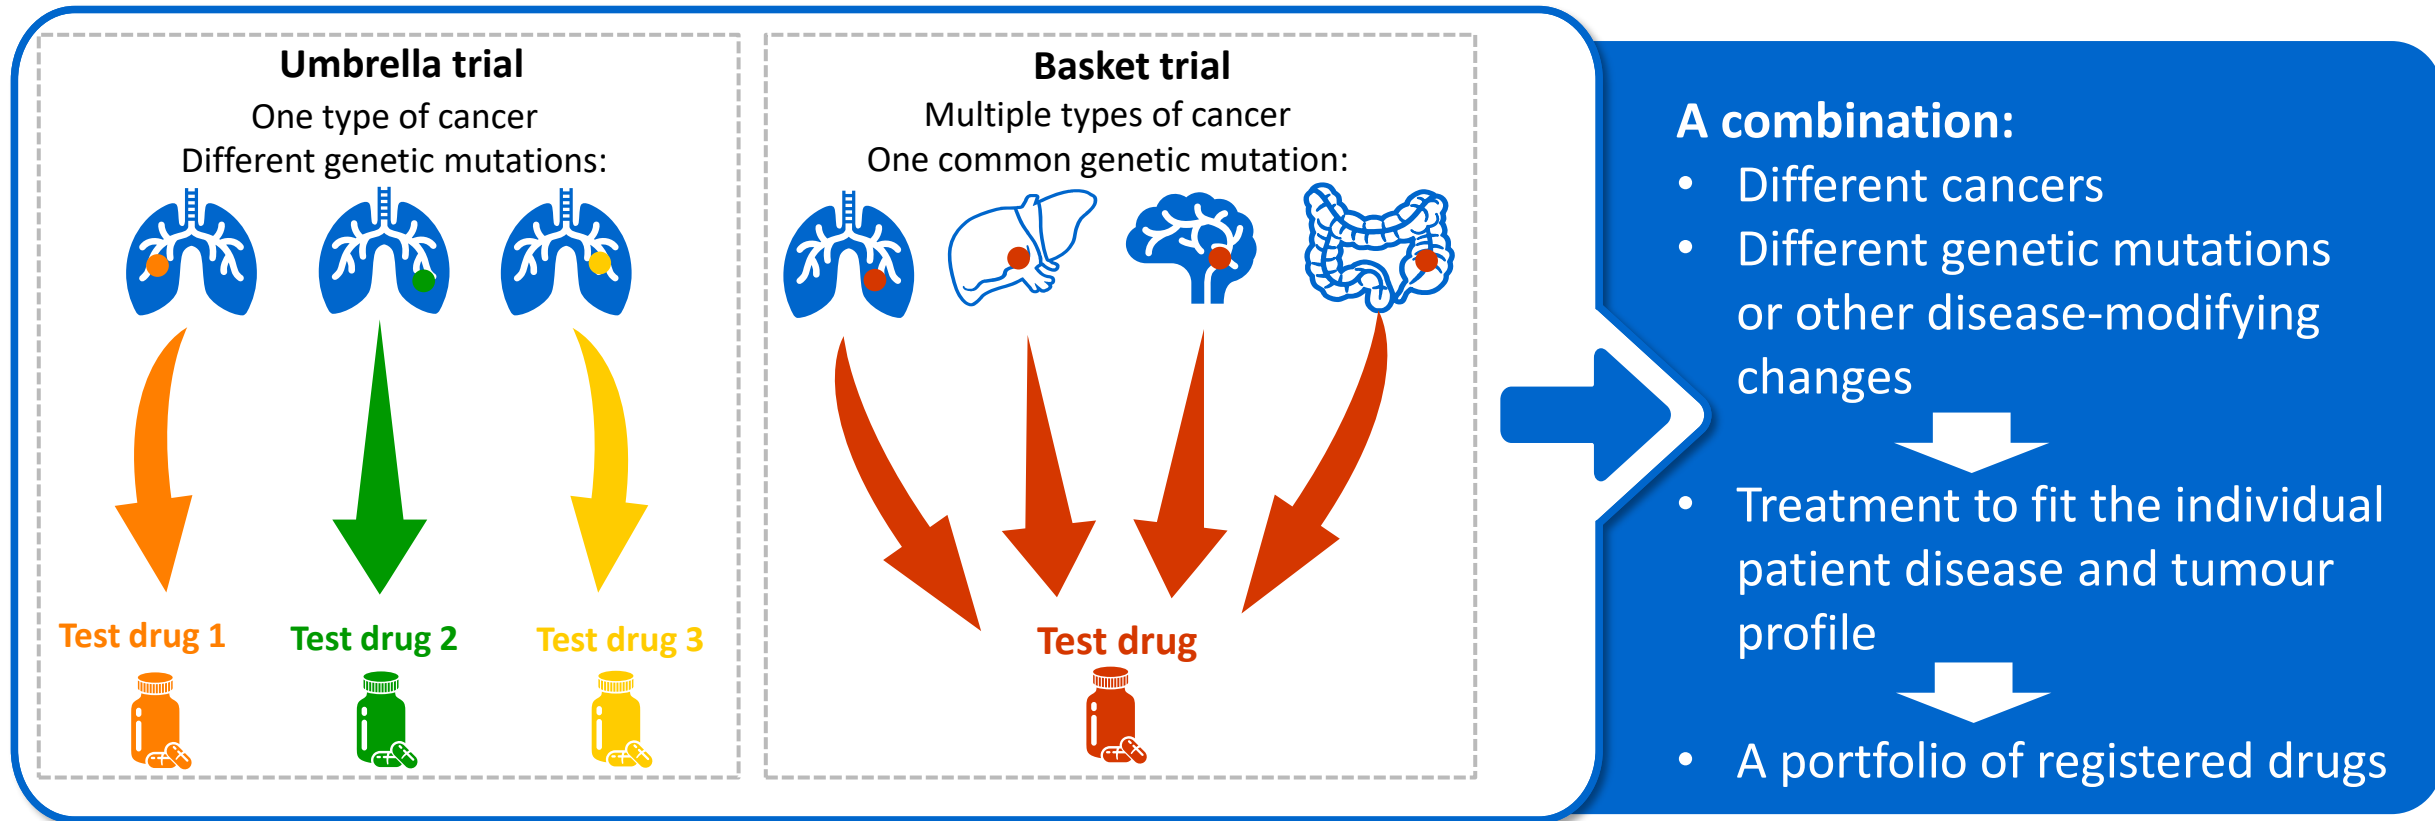 Umbrella trial
One type of cancer
Different genetic mutations:
Test drug 1
Test drug 2
Test drug 3
Basket trial
Multiple types of cancer
One common genetic mutation:
Test drug
A combination:
• Different cancers
• Different genetic mutations
or other disease-modifying
changes
• Treatment to fit the individual
patient disease and tumour
profile
• A portfolio of registered drugs